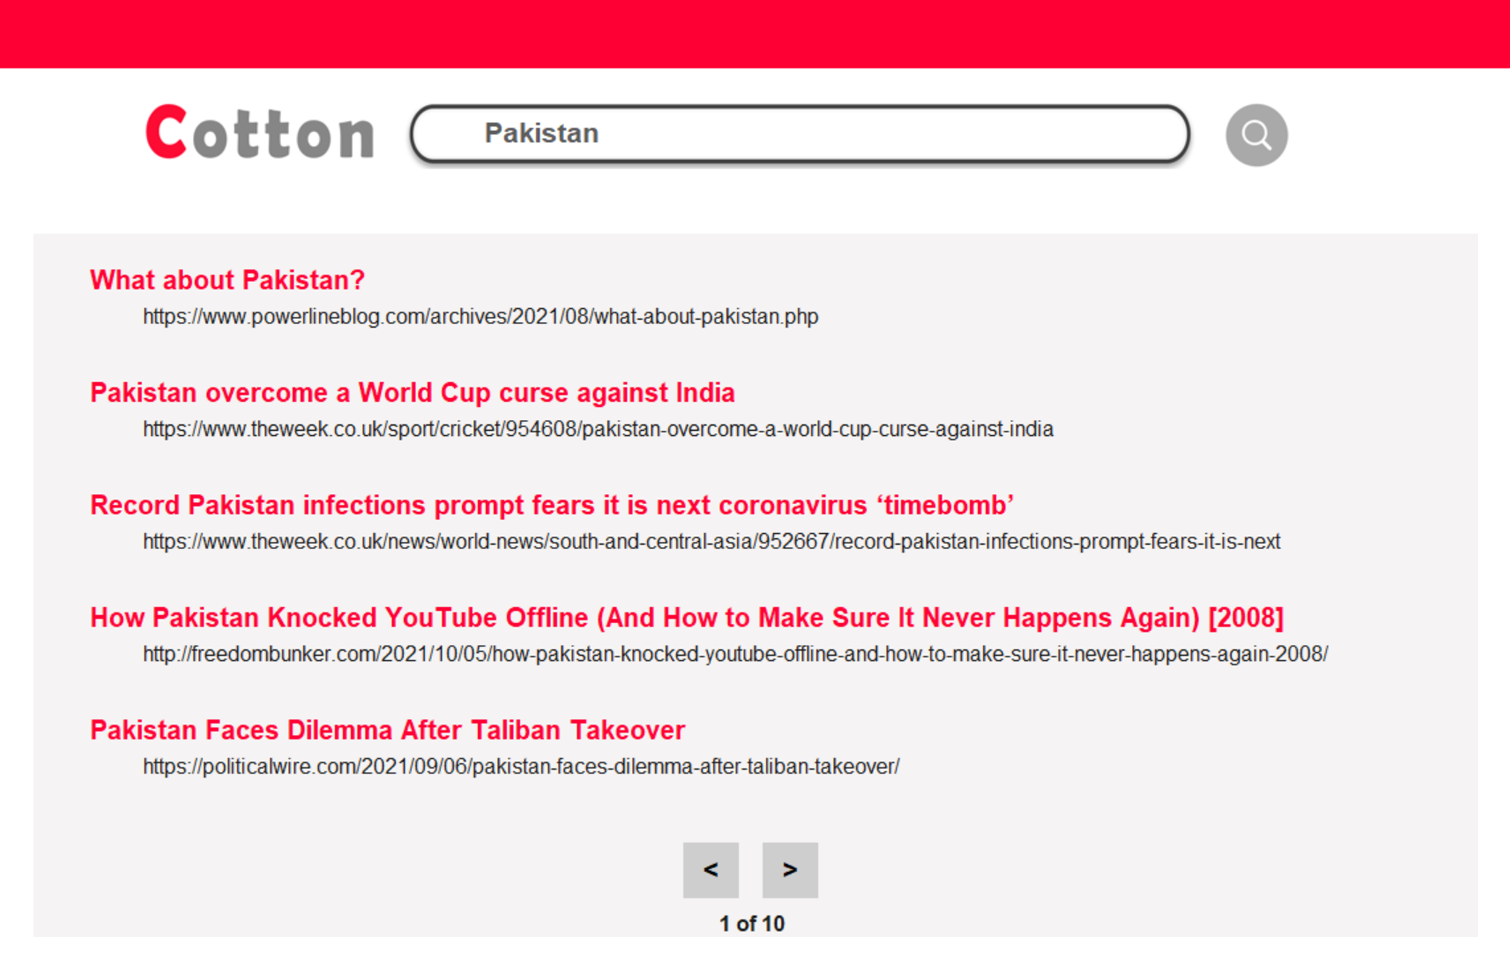 Cotton
Pakistan
What about Pakistan?
https://www.powerlineblog.com/archives/2021/08/what-about-pakistan.php
Pakistan overcome a World Cup curse against India
https://www.theweek.co.uk/sport/cricket/954608/pakistan-overcome-a-world-cup-curse-against-india
Record Pakistan infections prompt fears it is next coronavirus ‘timebomb’
https://www.theweek.co.uk/news/world-news/south-and-central-asia/952667/record-pakistan-infections-prompt-fears-it-is-next
How Pakistan Knocked YouTube Offline (And How to Make Sure It Never Happens Again) [2008]
http://freedombunker.com/2021/10/05/how-pakistan-knocked-youtube-offline-and-how-to-make-sure-it-never-happens-again-2008/
Pakistan Faces Dilemma After Taliban Takeover
https://politicalwire.com/2021/09/06/pakistan-faces-dilemma-after-taliban-takeover/
< >
1 of 10